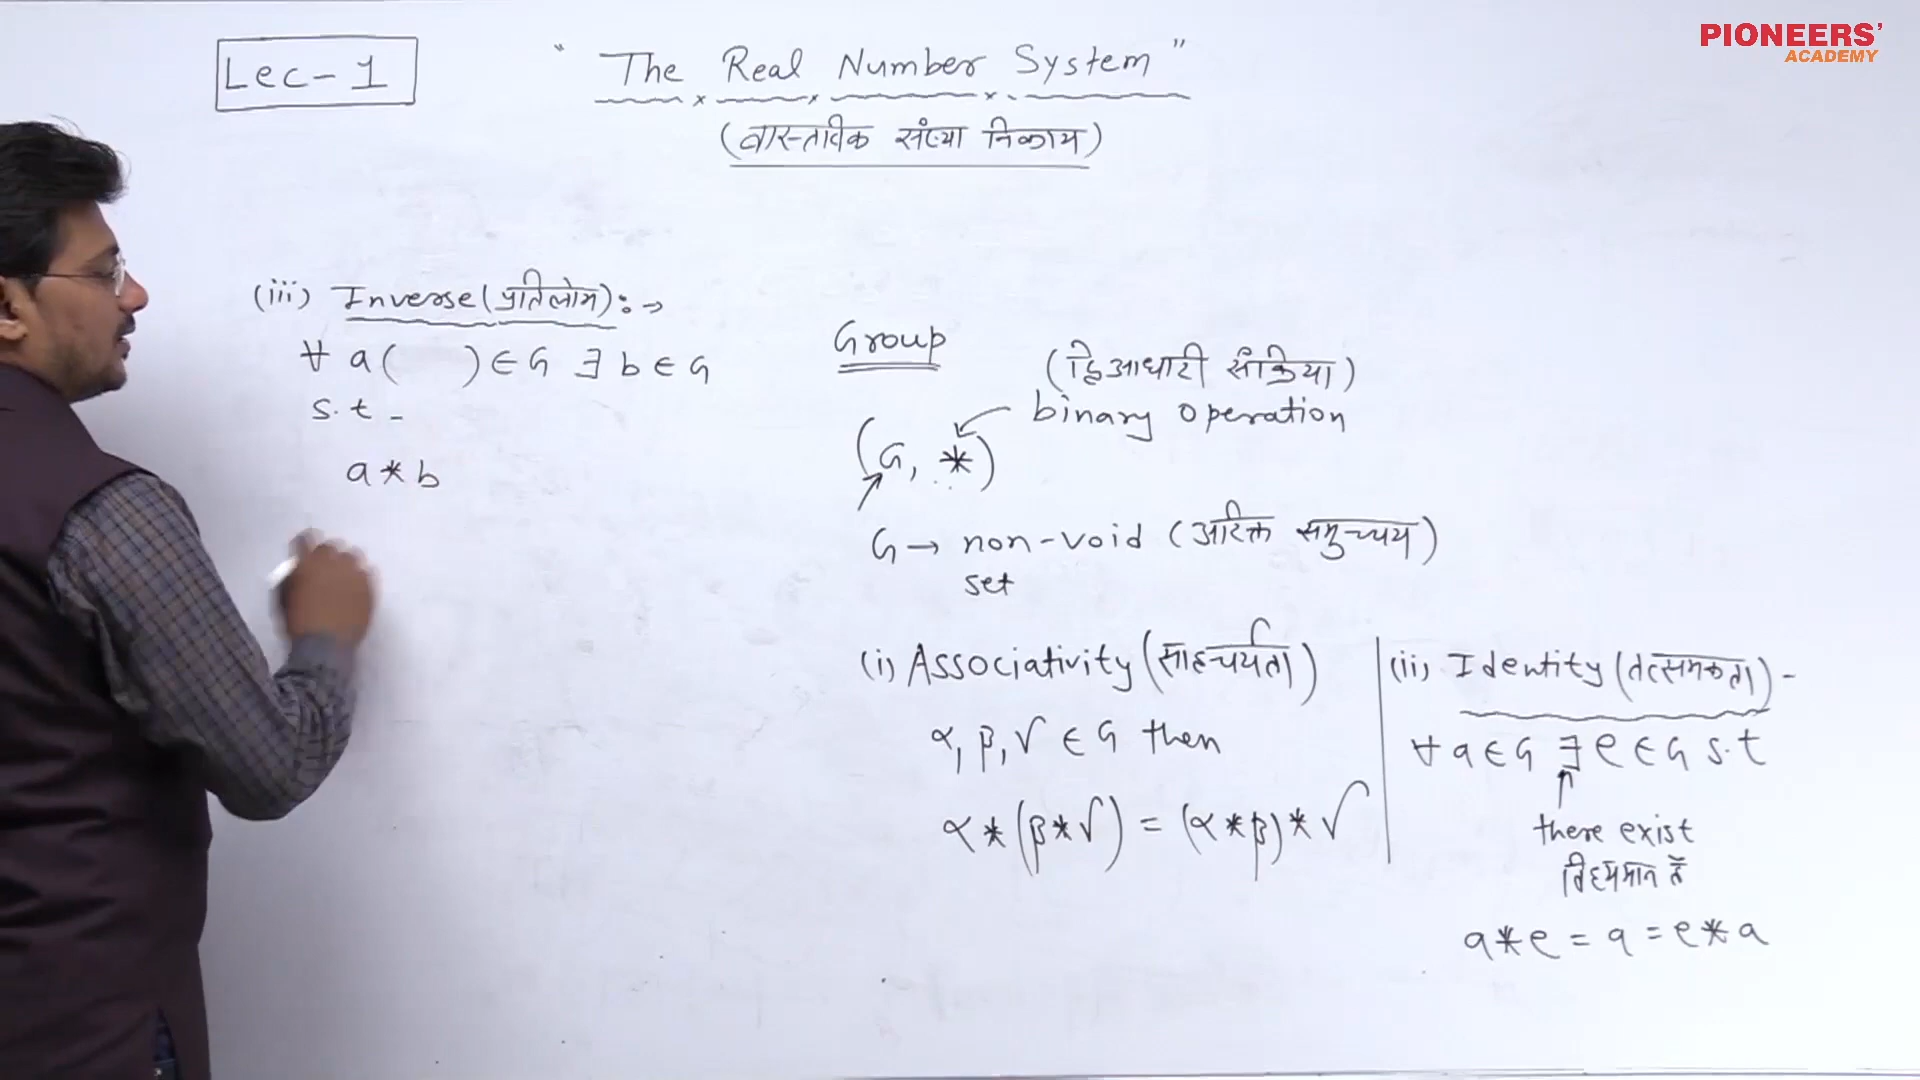 PIONEERS'
ACADEMY
Lec-1
"The Real Number System"
(वास्तविक संख्या निकाय)
(iii) Inverse (प्रतिलोम) :→
∀ a( ) ∈ G ∃ b ∈ G
s.t -
a * b
Group
(द्विआधारी संक्रिया)
binary operation
(G, *)
G → non-void (अरिक्त समुच्चय)
set
(i) Associativity (साहचर्यता)
α, β, γ ∈ G then
α * (β * γ) = (α * β) * γ
(ii) Identity (तत्समकता) -
∀ a ∈ G ∃ e ∈ G s.t
there exist
विद्यमान है
a * e = a = e * a